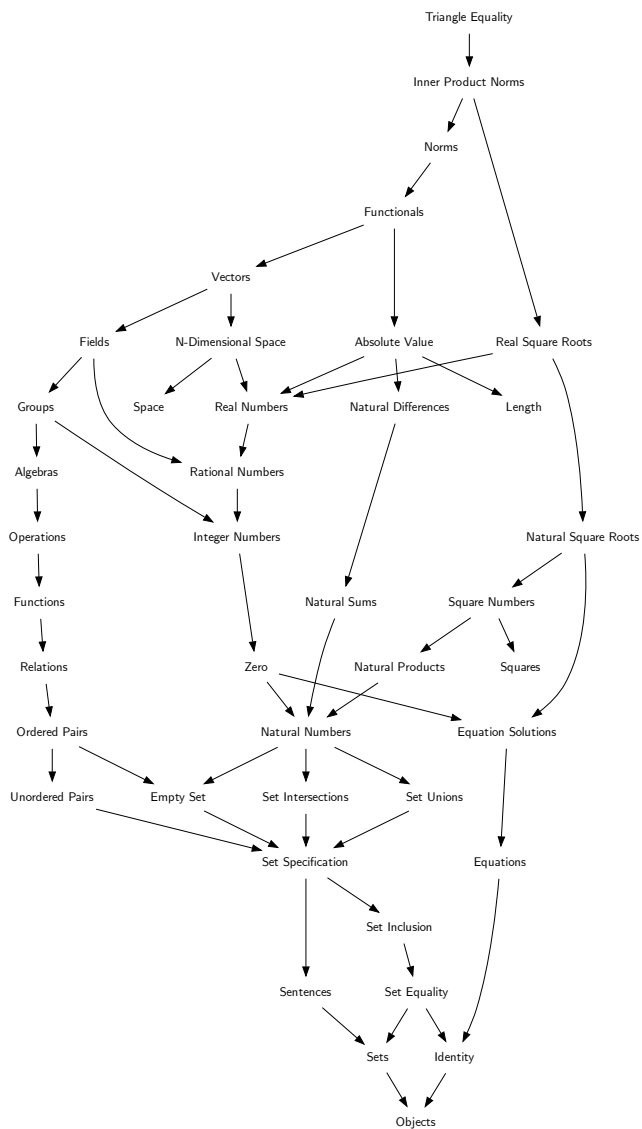 Triangle Equality
Inner Product Norms
Norms
Functionals
Vectors
Fields
N-Dimensional Space
Absolute Value
Real Square Roots
Groups
Space
Real Numbers
Natural Differences
Length
Algebras
Rational Numbers
Operations
Integer Numbers
Natural Square Roots
Functions
Natural Sums
Square Numbers
Relations
Zero
Natural Products
Squares
Ordered Pairs
Natural Numbers
Equation Solutions
Unordered Pairs
Empty Set
Set Intersections
Set Unions
Set Specification
Equations
Set Inclusion
Sentences
Set Equality
Sets
Identity
Objects